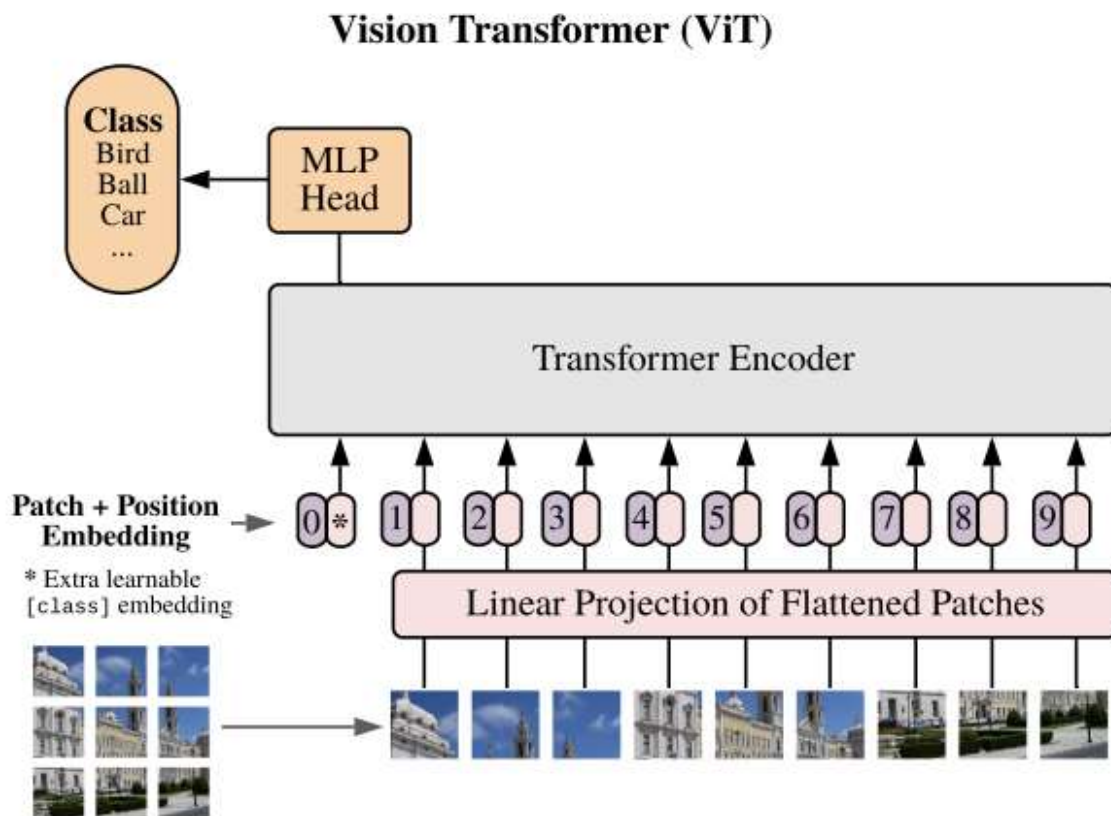 Vision Transformer (ViT)
Class
Bird
Ball
Car
...
MLP
Head
Transformer Encoder
Patch + Position
Embedding
0 * 1 2 3 4 5 6 7 8 9
* Extra learnable
[class] embedding
Linear Projection of Flattened Patches